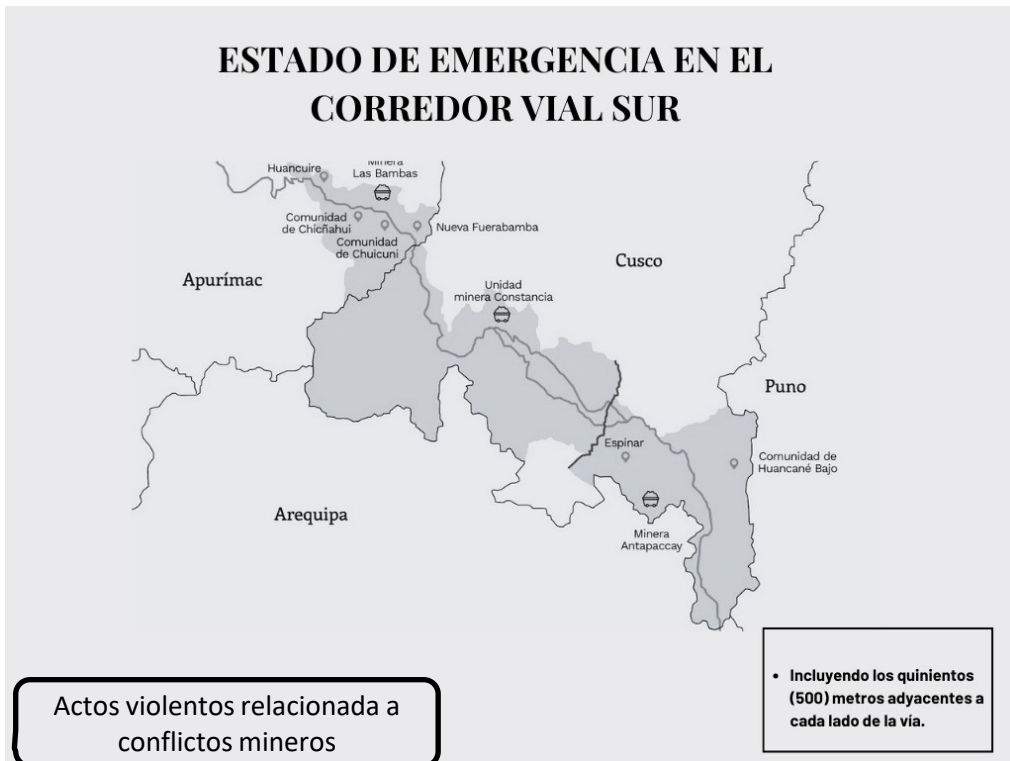 ESTADO DE EMERGENCIA EN EL
CORREDOR VIAL SUR
Huancuire
Minera
Las Bambas
Comunidad
de Chicñahui
Comunidad
de Chuicuni
Nueva Fuerabamba
Apurímac
Cusco
Unidad
minera Constancia
Puno
Espinar
Comunidad de
Huancané Bajo
Arequipa
Minera
Antapaccay
• Incluyendo los quinientos
(500) metros adyacentes a
cada lado de la vía.
Actos violentos relacionada a
conflictos mineros